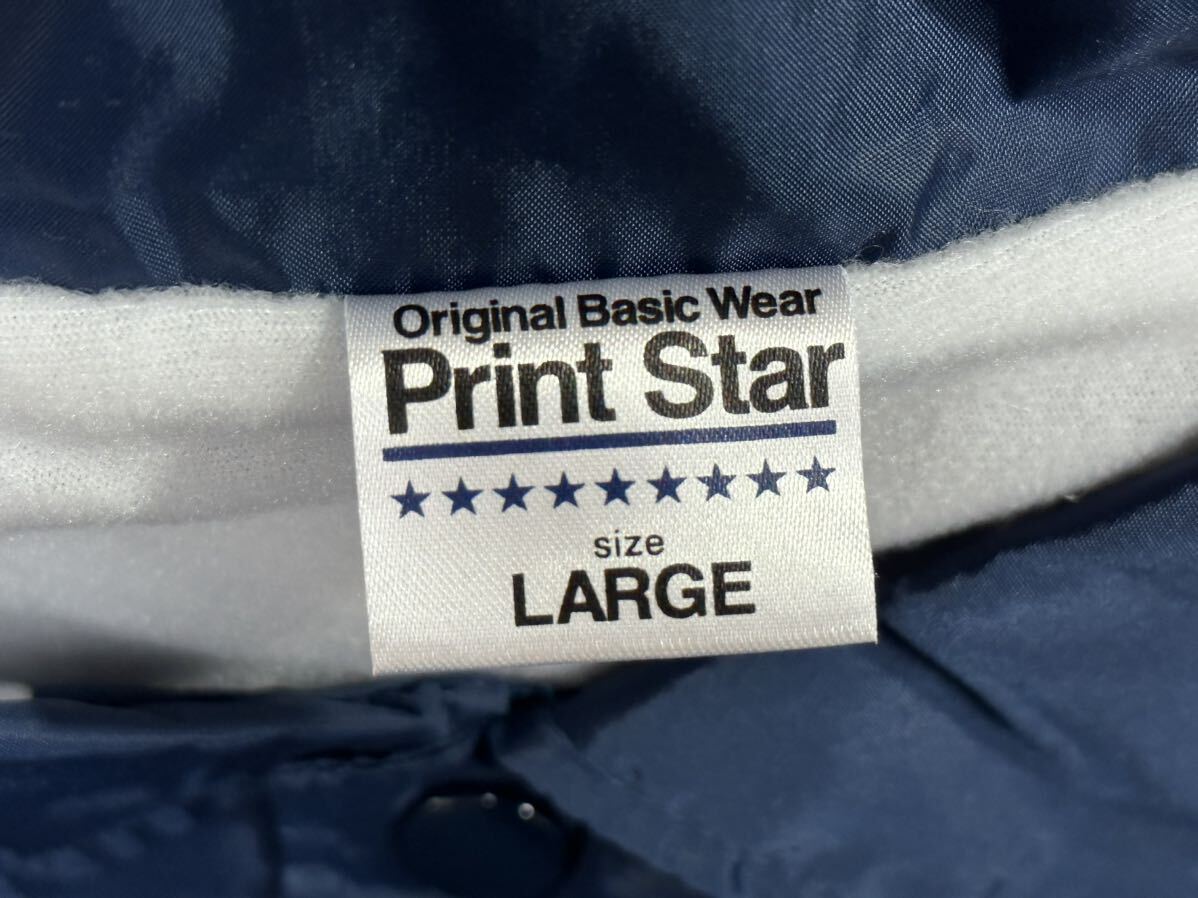 Original Basic Wear
Print Star
size
LARGE